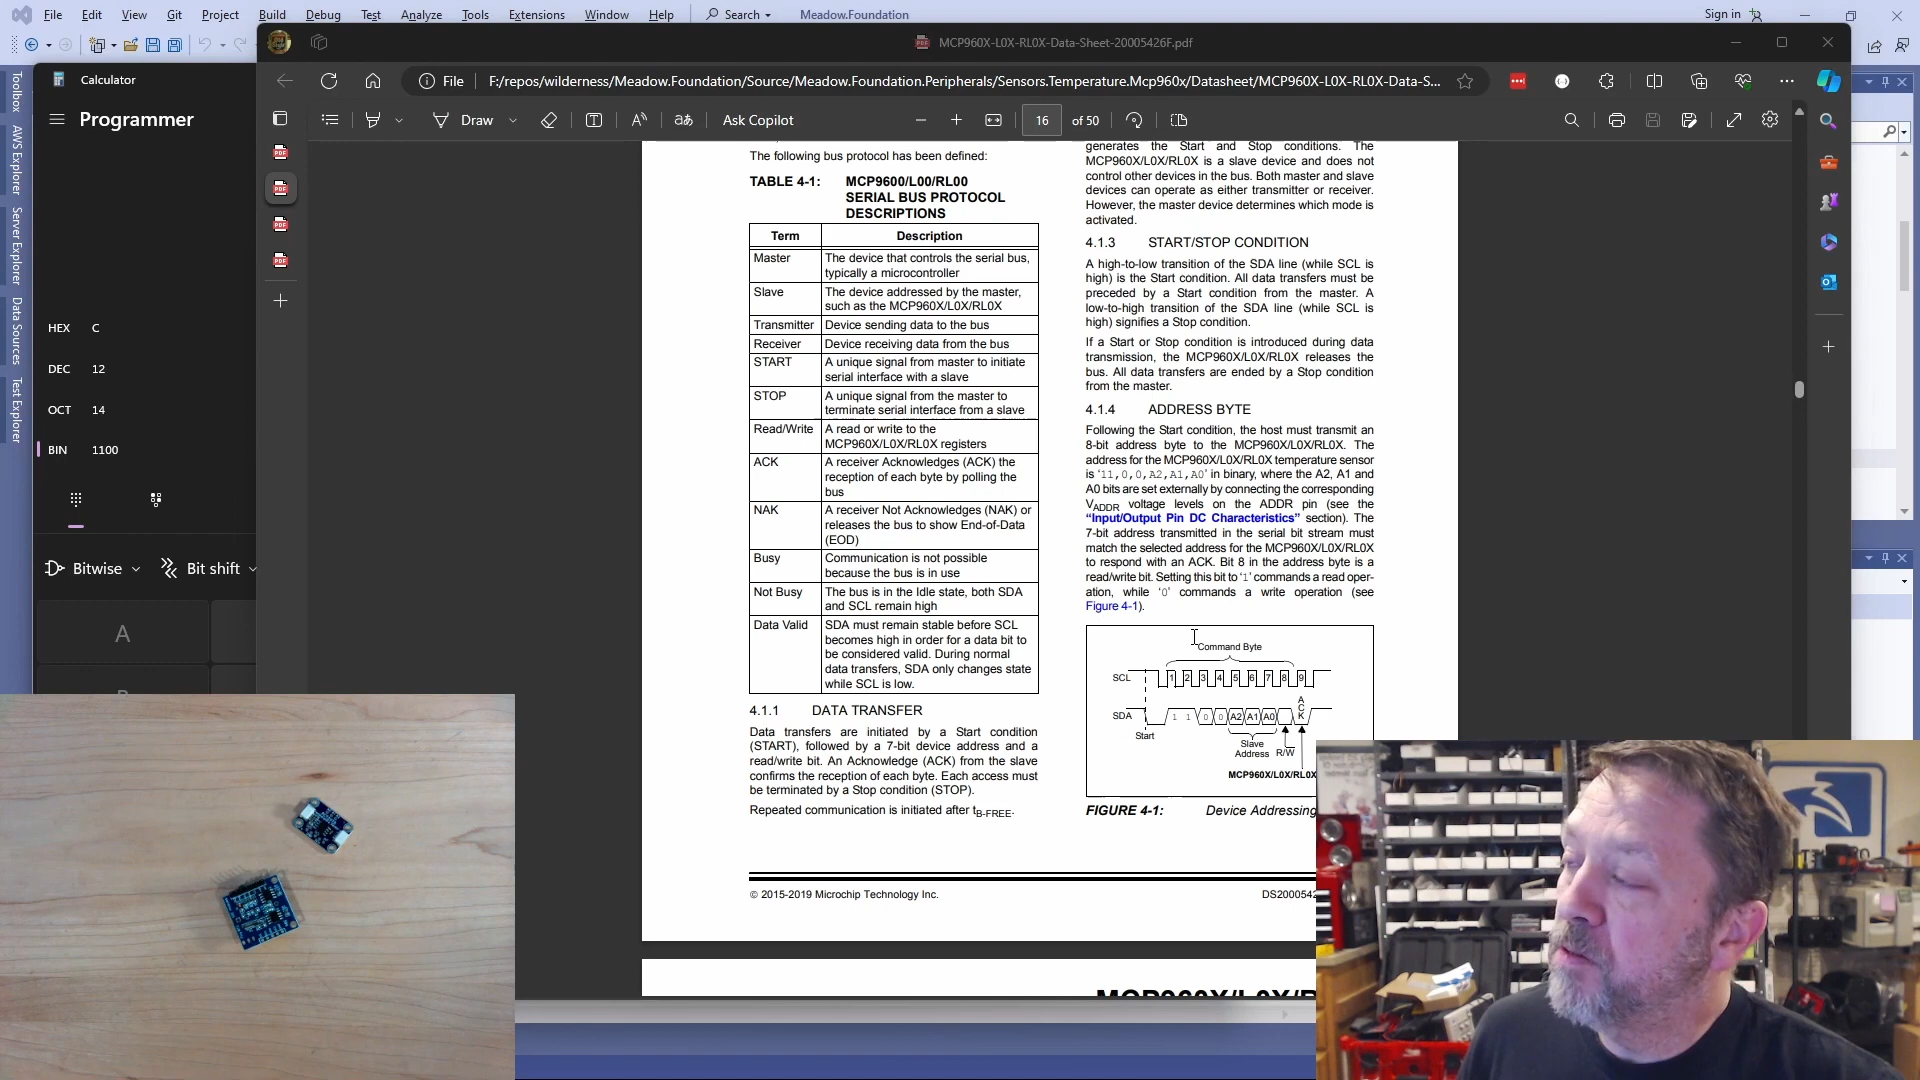 File Edit View Git Project Build Debug Test Analyze Tools Extensions Window Help Search Meadow.Foundation Sign in
MCP960X-L0X-RL0X-Data-Sheet-20005426F.pdf
Calculator
File F:/repos/wilderness/Meadow.Foundation/Source/Meadow.Foundation.Peripherals/Sensors.Temperature.Mcp960x/Datasheet/MCP960X-L0X-RL0X-Data-S...
Programmer
Draw Ask Copilot 16 of 50
Toolbox
AWS Explorer
Server Explorer
Data Sources
Test Explorer
HEX C
DEC 12
OCT 14
BIN 1100
Bitwise Bit shift
A
The following bus protocol has been defined:
TABLE 4-1: MCP9600/L00/RL00
SERIAL BUS PROTOCOL
DESCRIPTIONS
Term Description
Master The device that controls the serial bus,
typically a microcontroller
Slave The device addressed by the master,
such as the MCP960X/L0X/RL0X
Transmitter Device sending data to the bus
Receiver Device receiving data from the bus
START A unique signal from master to initiate
serial interface with a slave
STOP A unique signal from the master to
terminate serial interface from a slave
Read/Write A read or write to the
MCP960X/L0X/RL0X registers
ACK A receiver Acknowledges (ACK) the
reception of each byte by polling the
bus
NAK A receiver Not Acknowledges (NAK) or
releases the bus to show End-of-Data
(EOD)
Busy Communication is not possible
because the bus is in use
Not Busy The bus is in the Idle state, both SDA
and SCL remain high
Data Valid SDA must remain stable before SCL
becomes high in order for a data bit to
be considered valid. During normal
data transfers, SDA only changes state
while SCL is low.
4.1.1 DATA TRANSFER
Data transfers are initiated by a Start condition
(START), followed by a 7-bit device address and a
read/write bit. An Acknowledge (ACK) from the slave
confirms the reception of each byte. Each access must
be terminated by a Stop condition (STOP).
Repeated communication is initiated after tB-FREE.
generates the Start and Stop conditions. The
MCP960X/L0X/RL0X is a slave device and does not
control other devices in the bus. Both master and slave
devices can operate as either transmitter or receiver.
However, the master device determines which mode is
activated.
4.1.3 START/STOP CONDITION
A high-to-low transition of the SDA line (while SCL is
high) is the Start condition. All data transfers must be
preceded by a Start condition from the master. A
low-to-high transition of the SDA line (while SCL is
high) signifies a Stop condition.
If a Start or Stop condition is introduced during data
transmission, the MCP960X/L0X/RL0X releases the
bus. All data transfers are ended by a Stop condition
from the master.
4.1.4 ADDRESS BYTE
Following the Start condition, the host must transmit an
8-bit address byte to the MCP960X/L0X/RL0X. The
address for the MCP960X/L0X/RL0X temperature sensor
is ‘11,0,0,A2,A1,A0’ in binary, where the A2, A1 and
A0 bits are set externally by connecting the corresponding
VADDR voltage levels on the ADDR pin (see the
“Input/Output Pin DC Characteristics” section). The
7-bit address transmitted in the serial bit stream must
match the selected address for the MCP960X/L0X/RL0X
to respond with an ACK. Bit 8 in the address byte is a
read/write bit. Setting this bit to ‘1’ commands a read oper-
ation, while ‘0’ commands a write operation (see
Figure 4-1).
Command Byte
SCL 1 2 3 4 5 6 7 8 9
A
C
K
SDA 1 1 0 0 A2 A1 A0
Start
Slave
Address R/W
MCP960X/L0X/RL0X
FIGURE 4-1: Device Addressing
© 2015-2019 Microchip Technology Inc. DS2000542